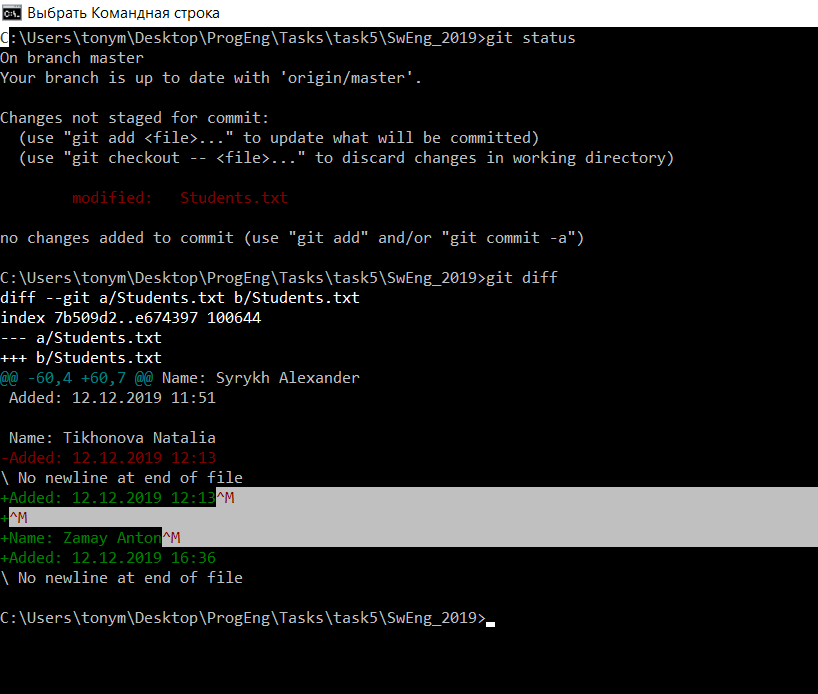 Выбрать Командная строка
C:\Users\tonym\Desktop\ProgEng\Tasks\task5\SwEng_2019>git status
On branch master
Your branch is up to date with 'origin/master'.
Changes not staged for commit:
  (use "git add <file>..." to update what will be committed)
  (use "git checkout -- <file>..." to discard changes in working directory)
        modified:   Students.txt
no changes added to commit (use "git add" and/or "git commit -a")
C:\Users\tonym\Desktop\ProgEng\Tasks\task5\SwEng_2019>git diff
diff --git a/Students.txt b/Students.txt
index 7b509d2..e674397 100644
--- a/Students.txt
+++ b/Students.txt
@@ -60,4 +60,7 @@ Name: Syrykh Alexander
 Added: 12.12.2019 11:51
 Name: Tikhonova Natalia
-Added: 12.12.2019 12:13
\ No newline at end of file
+Added: 12.12.2019 12:13^M
+^M
+Name: Zamay Anton^M
+Added: 12.12.2019 16:36
\ No newline at end of file
C:\Users\tonym\Desktop\ProgEng\Tasks\task5\SwEng_2019>